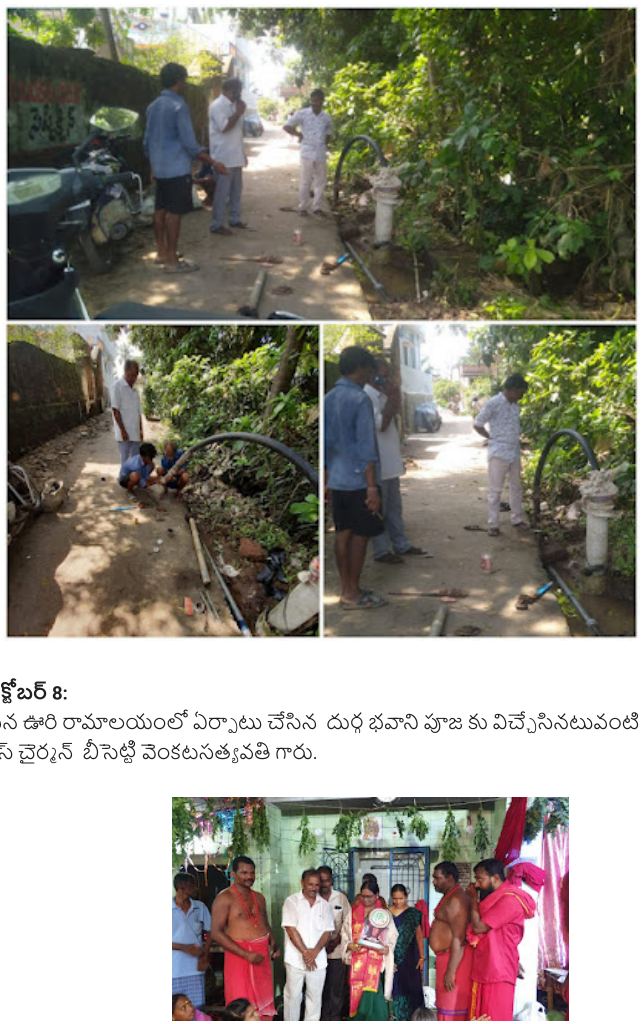 క్టోబర్ 8:
న ఊరి రామాలయంలో ఏర్పాటు చేసిన దుర్గ భవాని పూజ కు విచ్చేసినటువంటి
స్ చైర్మన్ బీసెట్టి వెంకటసత్యవతి గారు.